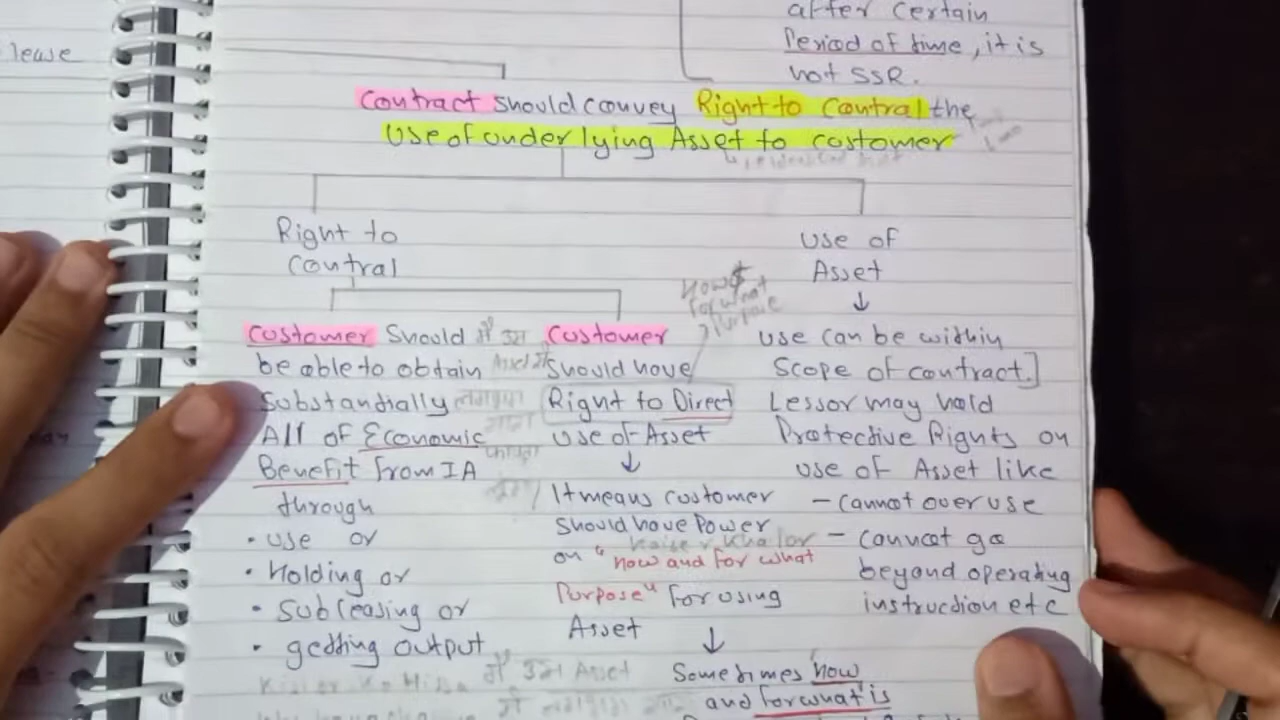 lease
after certain
Period of time, it is
not SSR.
Contract should convey Right to Control the
Use of underlying Asset to customer
Right to
Control
Customer Should
be able to obtain
Substantially
All of Economic
Benefit from IA
through
• use or
• Holding or
• Subleasing or
• getting output
How &
for what
Purpose
Customer
should have
Right to Direct
Use of Asset
↓
It means customer
should have Power
on "how and for what
Purpose" for using
Asset
↓
Sometimes 'how
and for what is
Use of
Asset
↓
Use can be within
Scope of contract.]
Lessor may hold
Protective Rights on
use of Asset like
- cannot over use
- cannot go
beyond operating
instruction etc